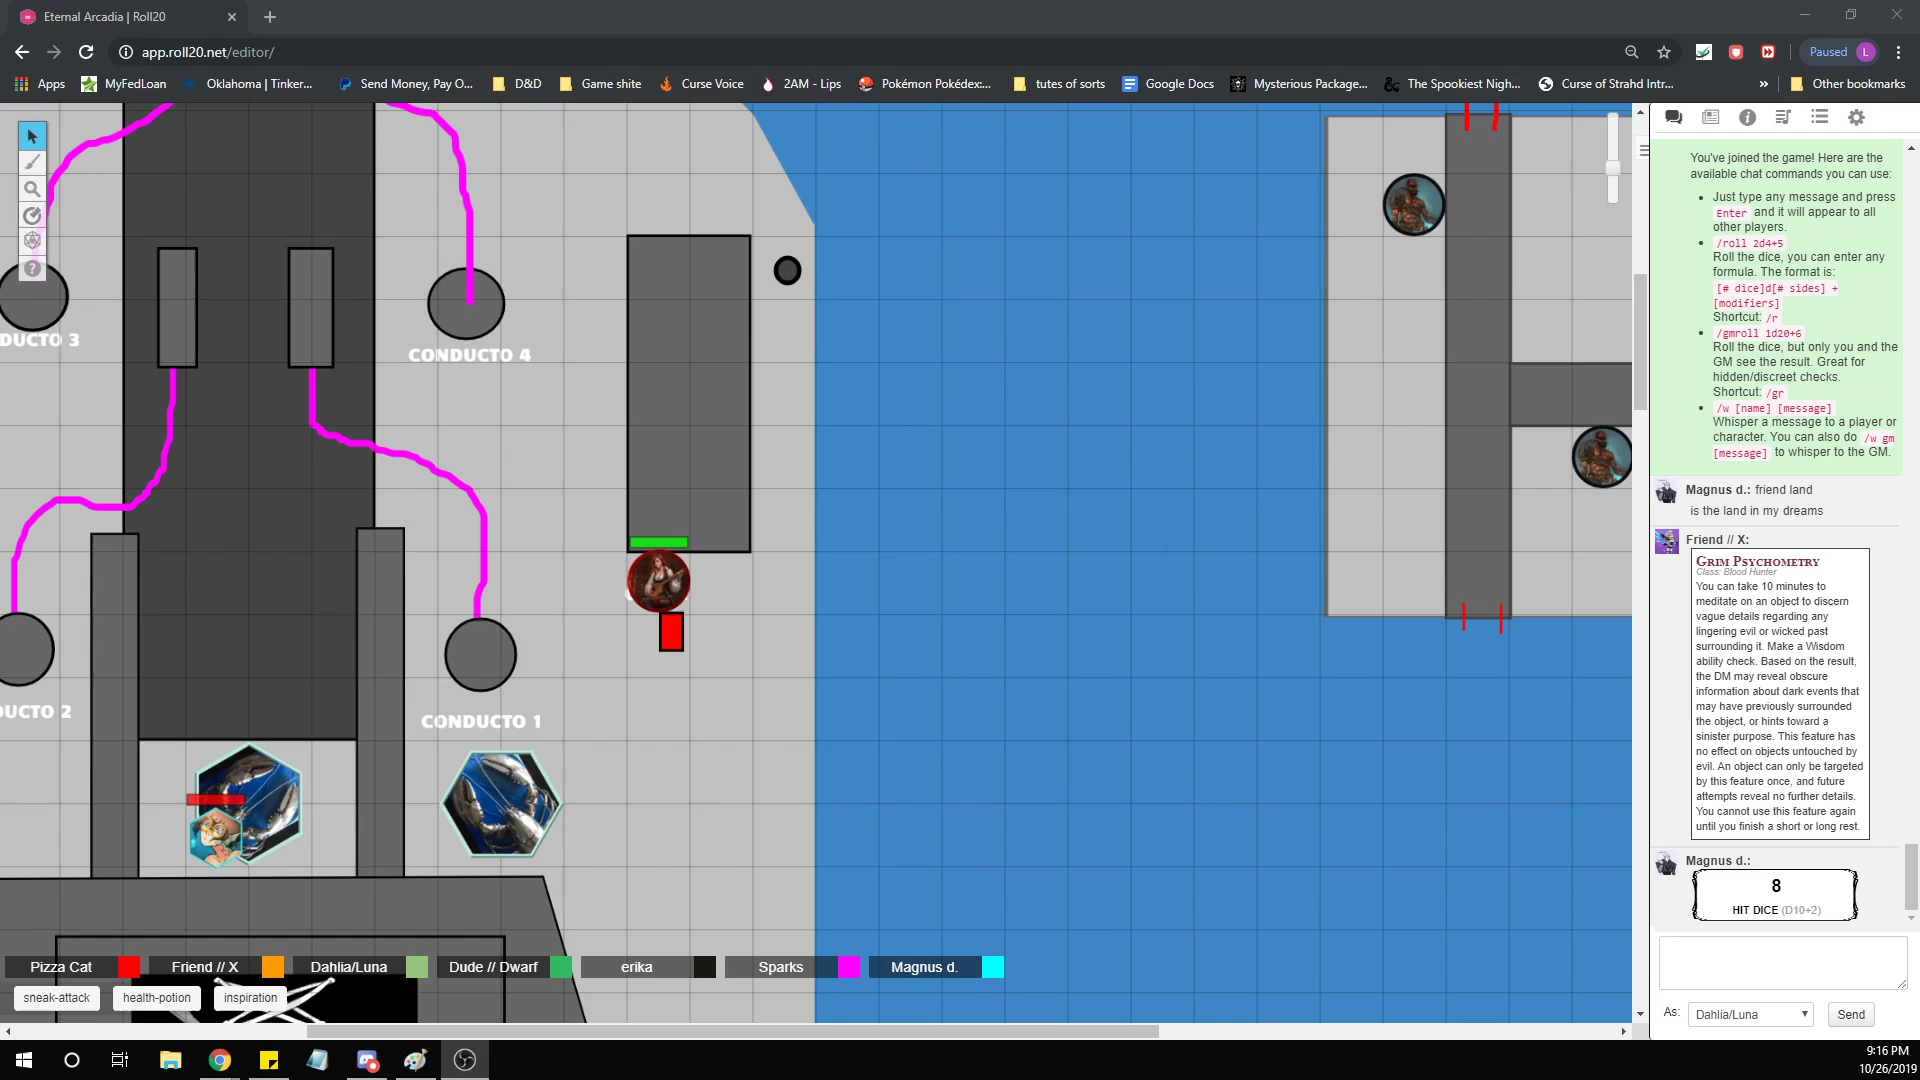 Eternal Arcadia | Roll20
app.roll20.net/editor/
Paused
L
Apps
MyFedLoan
Oklahoma | Tinker...
Send Money, Pay O...
D&D
Game shite
Curse Voice
2AM - Lips
Pokémon Pokédex:...
tutes of sorts
Google Docs
Mysterious Package...
The Spookiest Nigh...
Curse of Strahd Intr...
»
Other bookmarks
DUCTO 3
CONDUCTO 4
DUCTO 2
CONDUCTO 1
Pizza Cat
Friend // X
Dahlia/Luna
Dude // Dwarf
erika
Sparks
Magnus d.
sneak-attack
health-potion
inspiration
You've joined the game! Here are the
available chat commands you can use:
• Just type any message and press
Enter and it will appear to all
other players.
• /roll 2d4+5
Roll the dice, you can enter any
formula. The format is:
[# dice]d[# sides] +
[modifiers]
Shortcut: /r
• /gmroll 1d20+6
Roll the dice, but only you and the
GM see the result. Great for
hidden/discreet checks.
Shortcut: /gr
• /w [name] [message]
Whisper a message to a player or
character. You can also do /w gm
[message] to whisper to the GM.
Magnus d.: friend land
is the land in my dreams
Friend // X:
GRIM PSYCHOMETRY
Class: Blood Hunter
You can take 10 minutes to
meditate on an object to discern
vague details regarding any
lingering evil or wicked past
surrounding it. Make a Wisdom
ability check. Based on the result,
the DM may reveal obscure
information about dark events that
may have previously surrounded
the object, or hints toward a
sinister purpose. This feature has
no effect on objects untouched by
evil. An object can only be targeted
by this feature once, and future
attempts reveal no further details.
You cannot use this feature again
until you finish a short or long rest.
Magnus d.:
8
HIT DICE (D10+2)
As:
Dahlia/Luna
Send
9:16 PM
10/26/2019